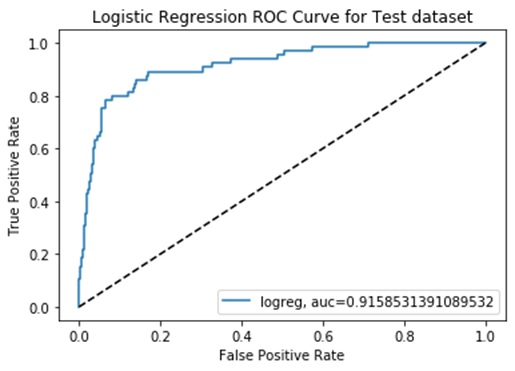 Logistic Regression ROC Curve for Test dataset
1.0
0.8
0.6
0.4
0.2
0.0
True Positive Rate
logreg, auc=0.9158531391089532
0.0 0.2 0.4 0.6 0.8 1.0
False Positive Rate